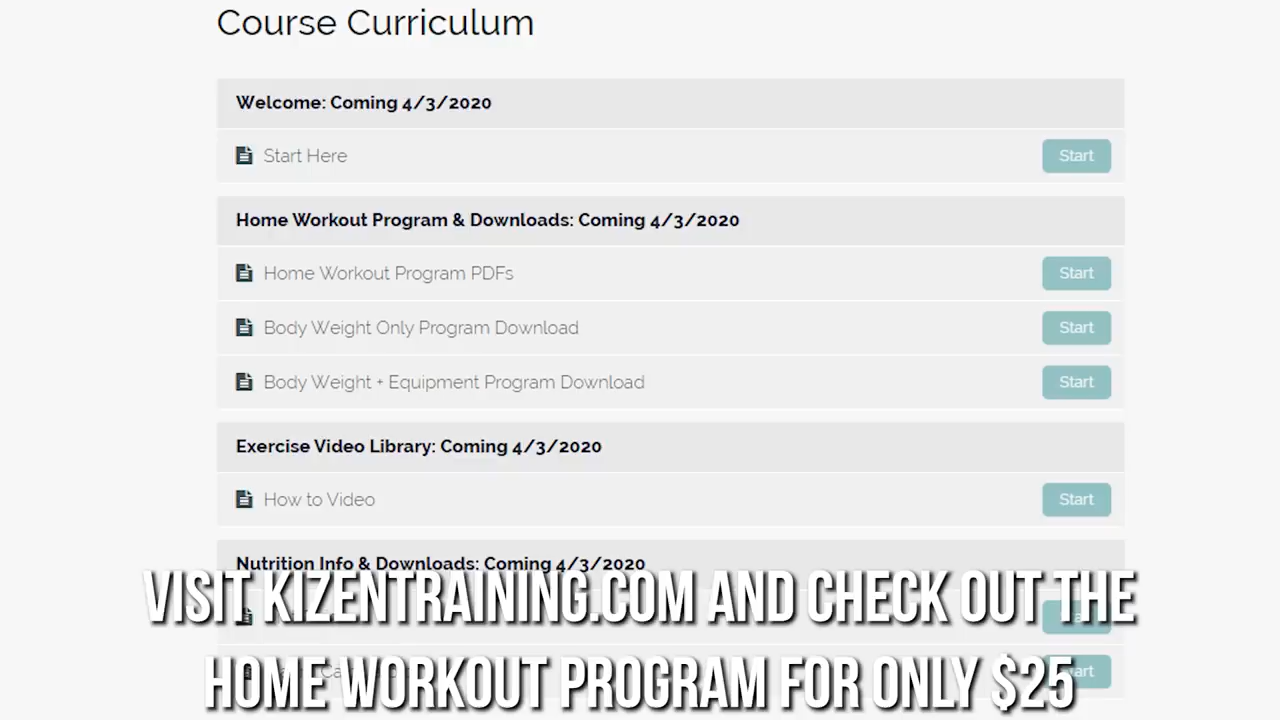 Course Curriculum
Welcome: Coming 4/3/2020
Start Here
Start
Home Workout Program & Downloads: Coming 4/3/2020
Home Workout Program PDFs
Start
Body Weight Only Program Download
Start
Body Weight + Equipment Program Download
Start
Exercise Video Library: Coming 4/3/2020
How to Video
Start
Nutrition Info & Downloads: Coming 4/3/2020
VISIT KIZENTRAINING.COM AND CHECK OUT THE
HOME WORKOUT PROGRAM FOR ONLY $25